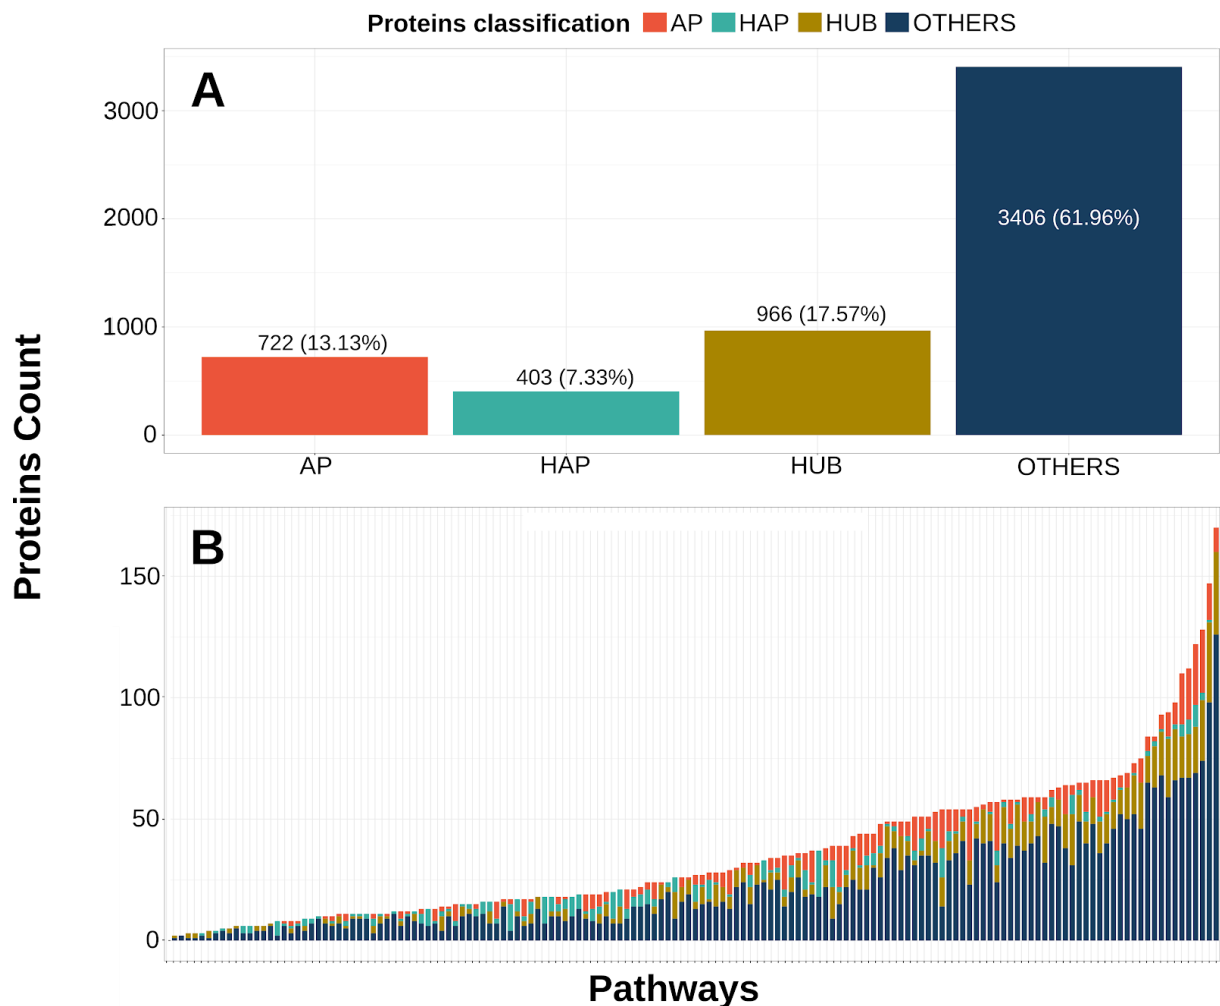 Proteins classification AP HAP HUB OTHERS
A
3000
2000
1000
0
722 (13.13%)
403 (7.33%)
966 (17.57%)
3406 (61.96%)
AP HAP HUB OTHERS
Proteins Count
B
150
100
50
0
Pathways